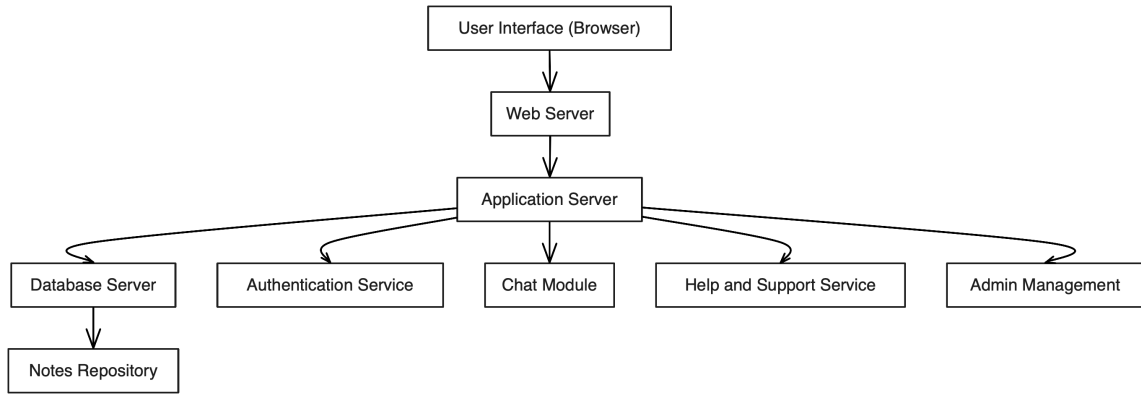 User Interface (Browser)
Web Server
Application Server
Database Server
Authentication Service
Chat Module
Help and Support Service
Admin Management
Notes Repository